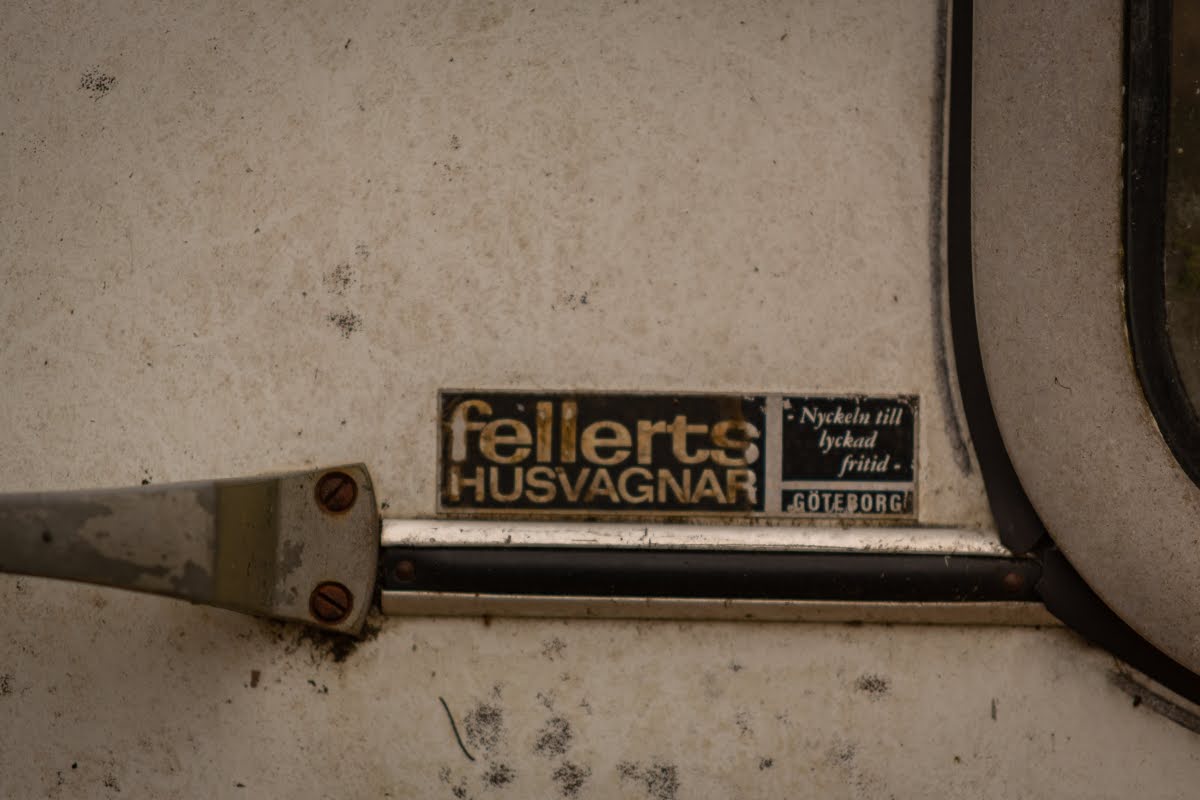 fellerts
HUSVAGNAR
- Nyckeln till
lyckad
fritid -
GÖTEBORG